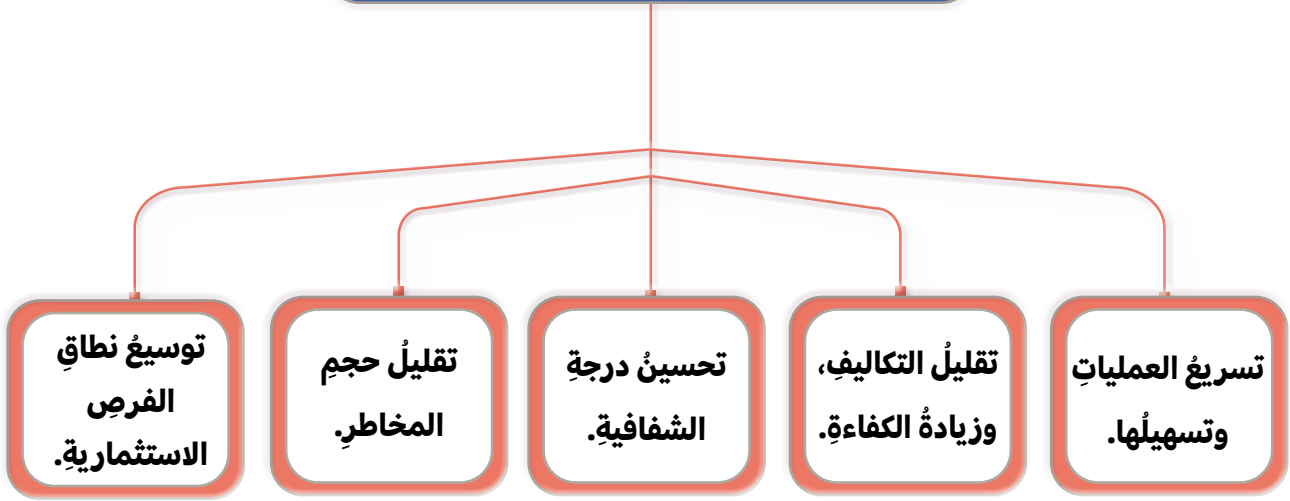 تسريعُ العملياتِ
وتسهيلُها.
تقليلُ التكاليفِ،
وزيادةُ الكفاءةِ.
تحسينُ درجةِ
الشفافيةِ.
تقليلُ حجمِ
المخاطرِ.
توسيعُ نطاقِ
الفرصِ
الاستثماريةِ.